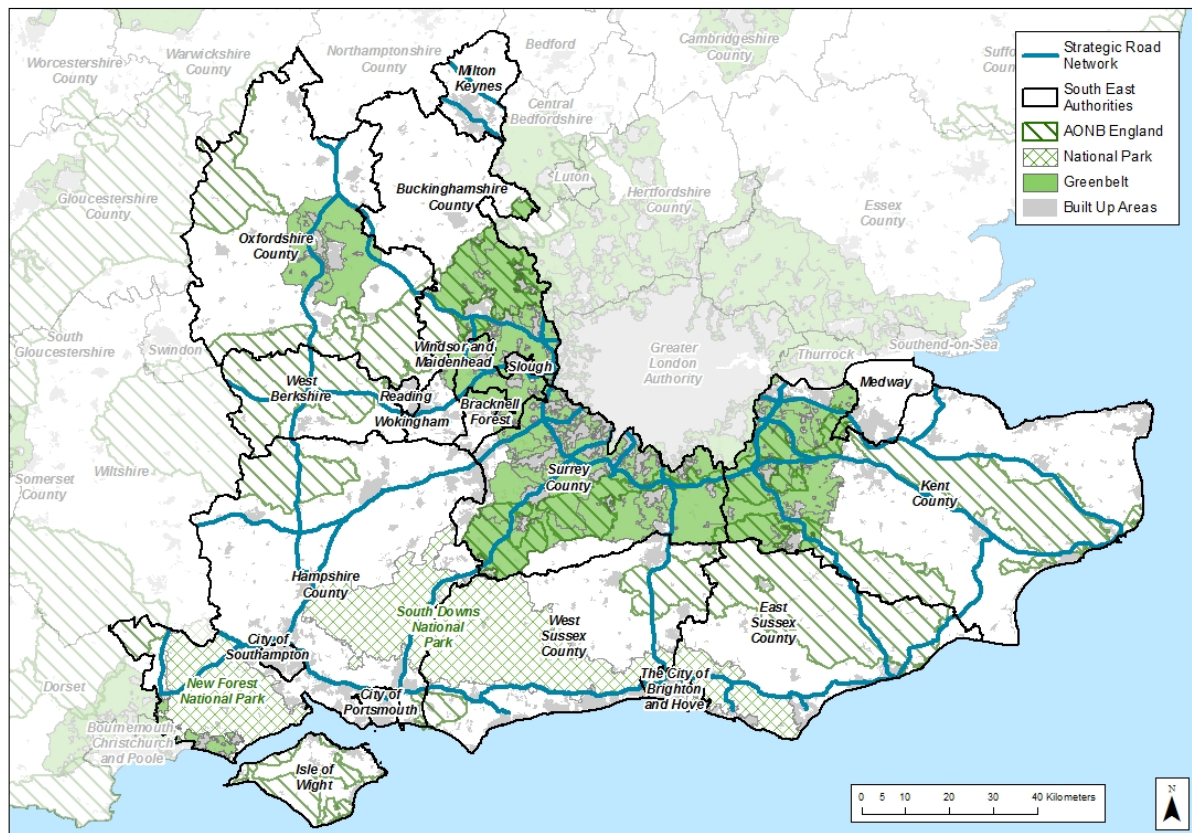 Worcestershire
County
Warwickshire
County
Northamptonshire
County
Bedford
Cambridgeshire
County
Milton
Keynes
Central
Bedfordshire
Strategic Road
Network
South East
Authorities
AONB England
National Park
Greenbelt
Built Up Areas
Gloucestershire
County
Buckinghamshire
County
Luton
Hertfordshire
County
Essex
County
Oxfordshire
County
South
Gloucestershire
Swindon
Windsor and
Maidenhead
Slough
Greater
London
Authority
Thurrock
Southend-on-Sea
Medway
West
Berkshire
Reading
Wokingham
Bracknell
Forest
Wiltshire
Somerset
County
Surrey
County
Kent
County
Hampshire
County
South Downs
National
Park
West
Sussex
County
East
Sussex
County
City of
Southampton
New Forest
National Park
City of
Portsmouth
The City of
Brighton
and Hove
Dorset
Bournemouth
Christchurch
and Poole
Isle of
Wight
0 5 10 20 30 40 Kilometers
N